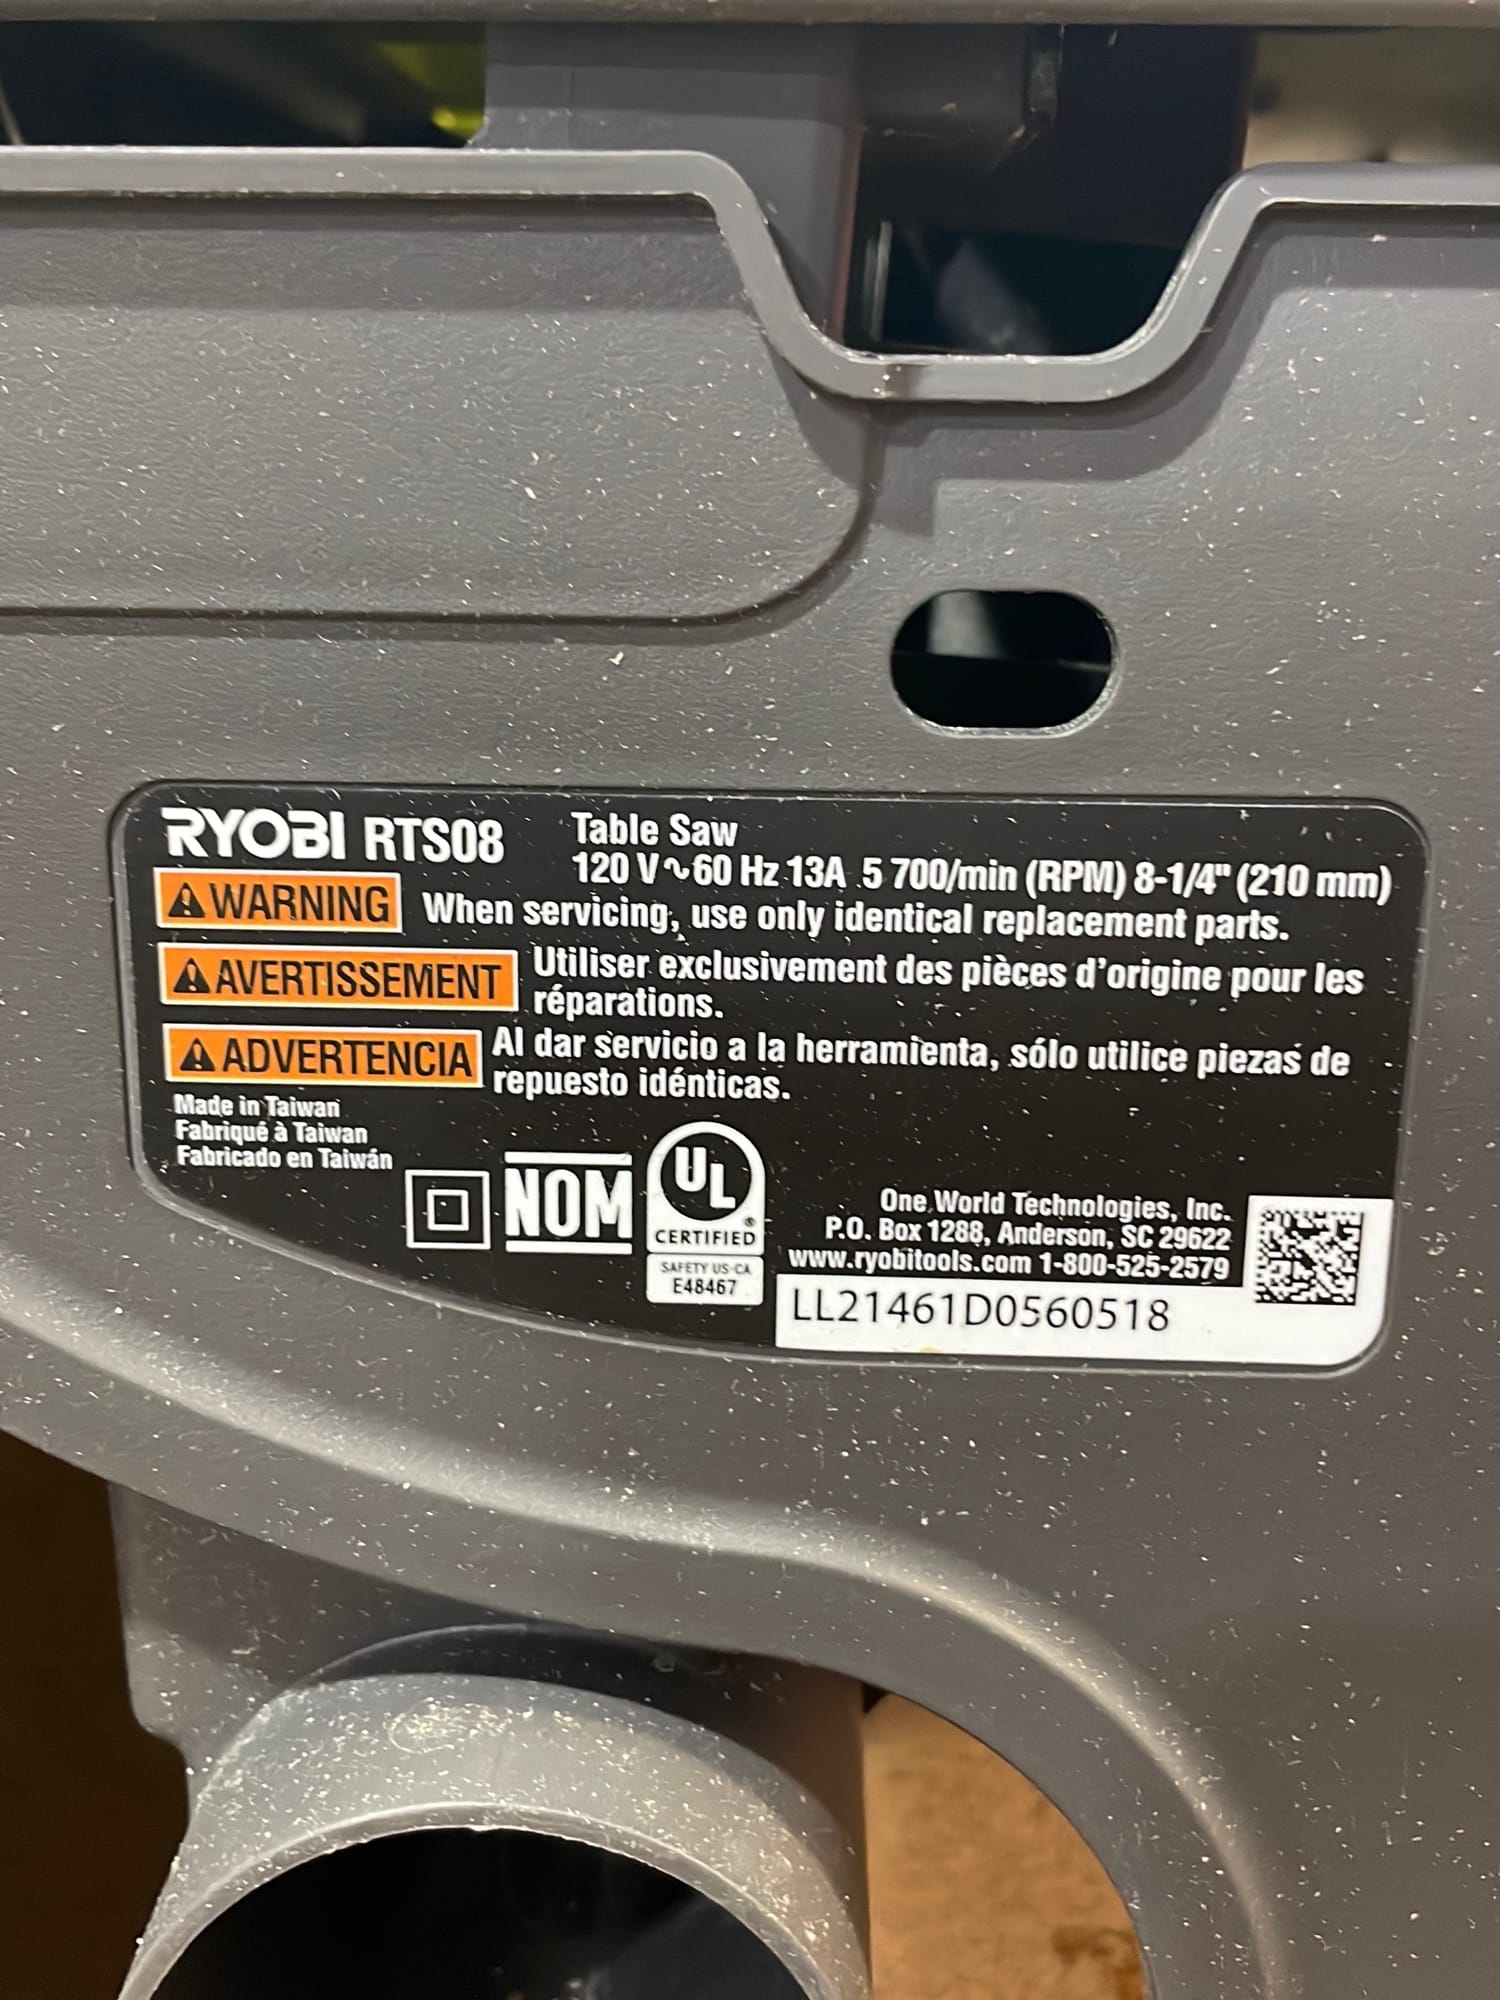 RYOBI RTS08
Table Saw
120 V ~ 60 Hz 13A 5 700/min (RPM) 8-1/4" (210 mm)
⚠ WARNING When servicing, use only identical replacement parts.
⚠ AVERTISSEMENT Utiliser exclusivement des pièces d'origine pour les
réparations.
⚠ ADVERTENCIA Al dar servicio a la herramienta, sólo utilice piezas de
repuesto idénticas.
Made in Taiwan
Fabriqué à Taiwan
Fabricado en Taiwán
NOM
UL
®
CERTIFIED
SAFETY US-CA
E48467
One World Technologies, Inc.
P.O. Box 1288, Anderson, SC 29622
www.ryobitools.com 1-800-525-2579
LL21461D0560518